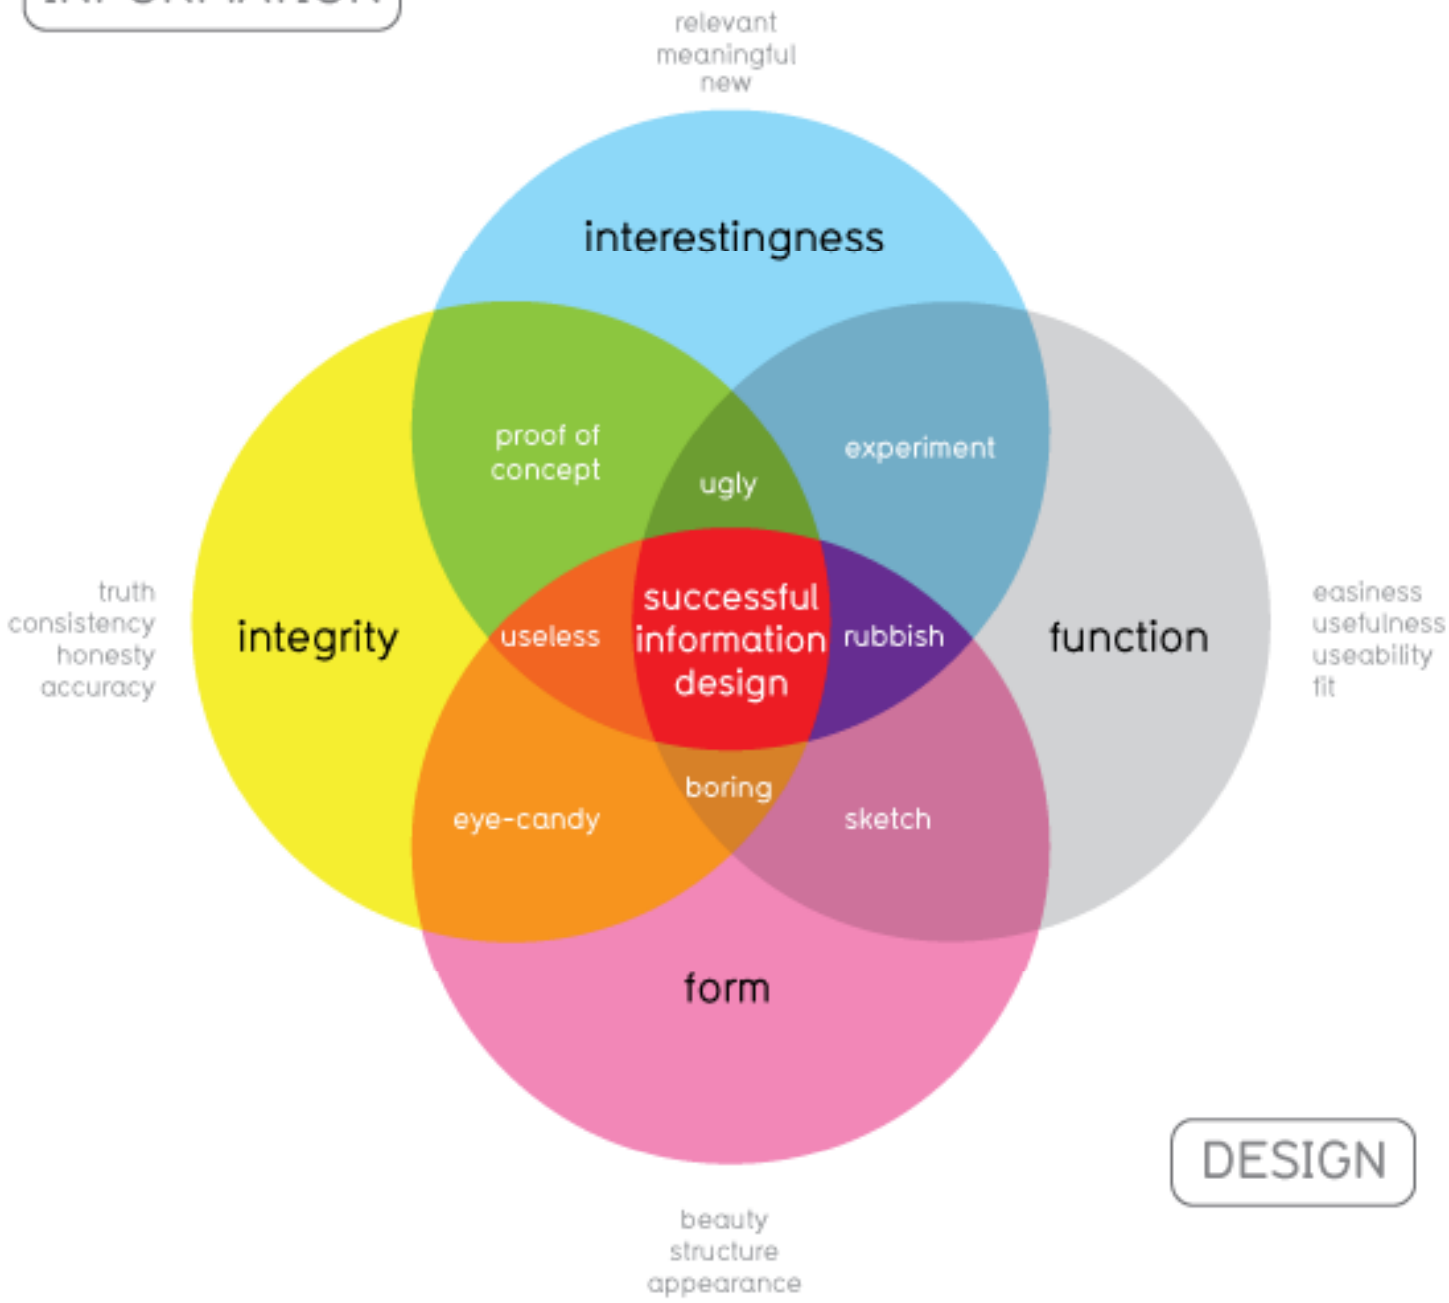 INFORMATION
relevant
meaningful
new
interestingness
proof of
concept
experiment
ugly
truth
consistency
honesty
accuracy
integrity
useless
successful
information
design
rubbish
function
easiness
usefulness
useability
fit
boring
eye-candy
sketch
form
DESIGN
beauty
structure
appearance